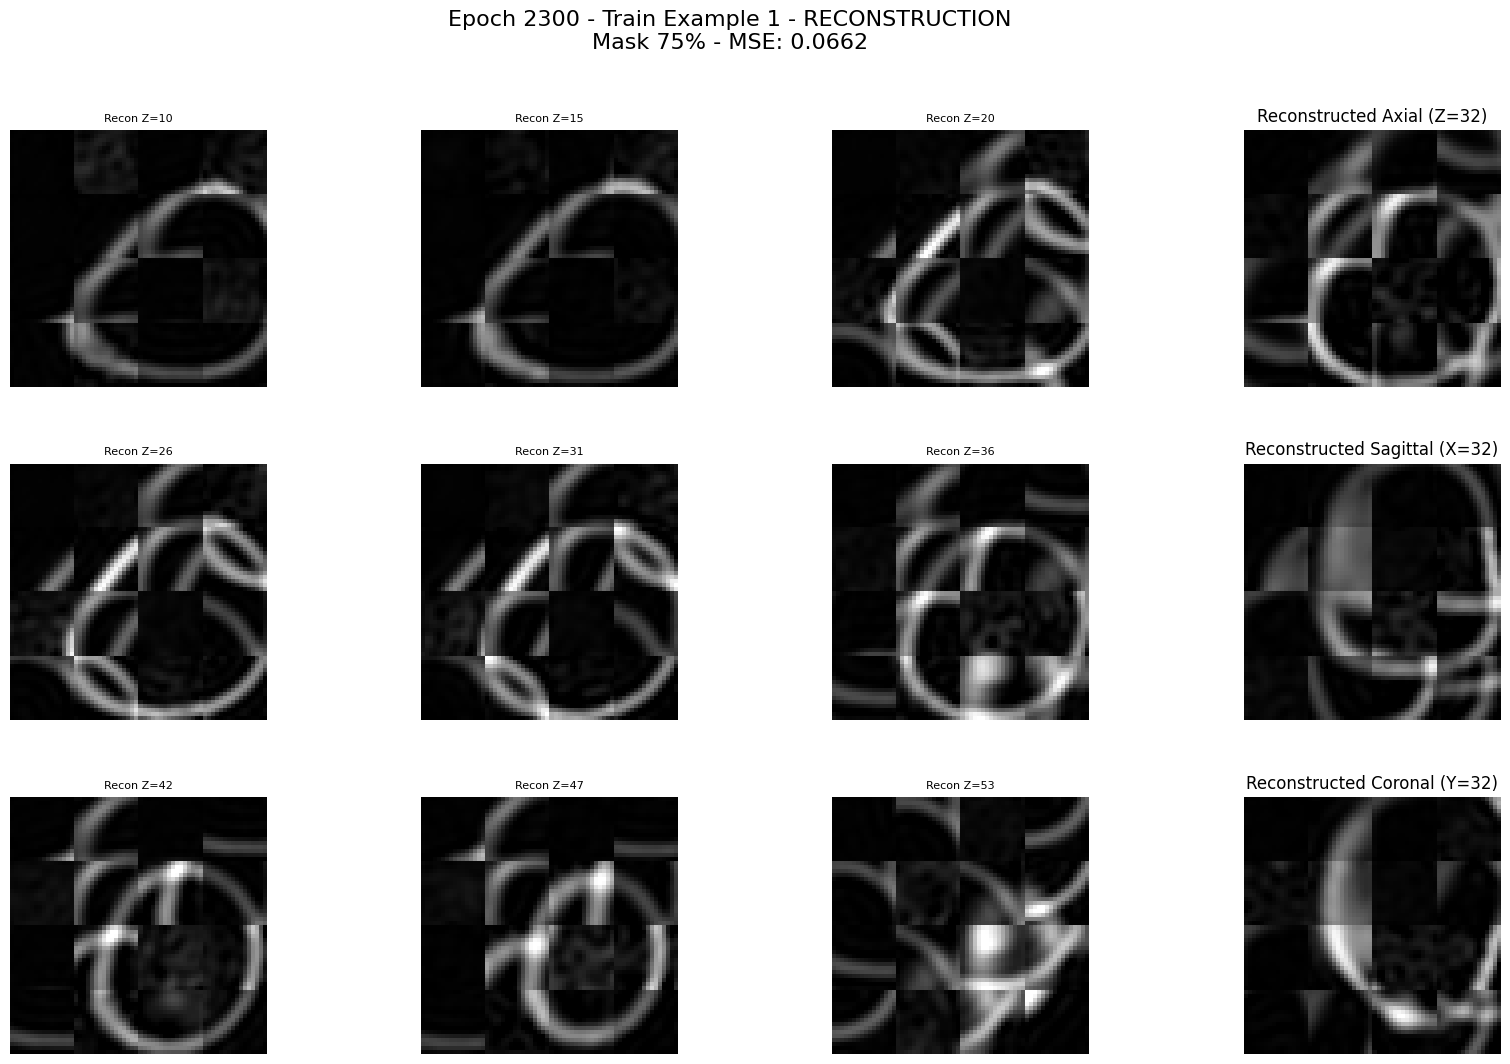 Epoch 2300 - Train Example 1 - RECONSTRUCTION
Mask 75% - MSE: 0.0662
Recon Z=10
Recon Z=15
Recon Z=20
Reconstructed Axial (Z=32)
Recon Z=26
Recon Z=31
Recon Z=36
Reconstructed Sagittal (X=32)
Recon Z=42
Recon Z=47
Recon Z=53
Reconstructed Coronal (Y=32)